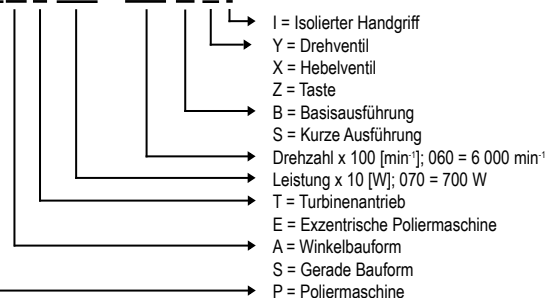 I = Isolierter Handgriff
Y = Drehventil
X = Hebelventil
Z = Taste
B = Basisausführung
S = Kurze Ausführung
Drehzahl x 100 [min⁻¹]; 060 = 6 000 min⁻¹
Leistung x 10 [W]; 070 = 700 W
T = Turbinenantrieb
E = Exzentrische Poliermaschine
A = Winkelbauform
S = Gerade Bauform
P = Poliermaschine